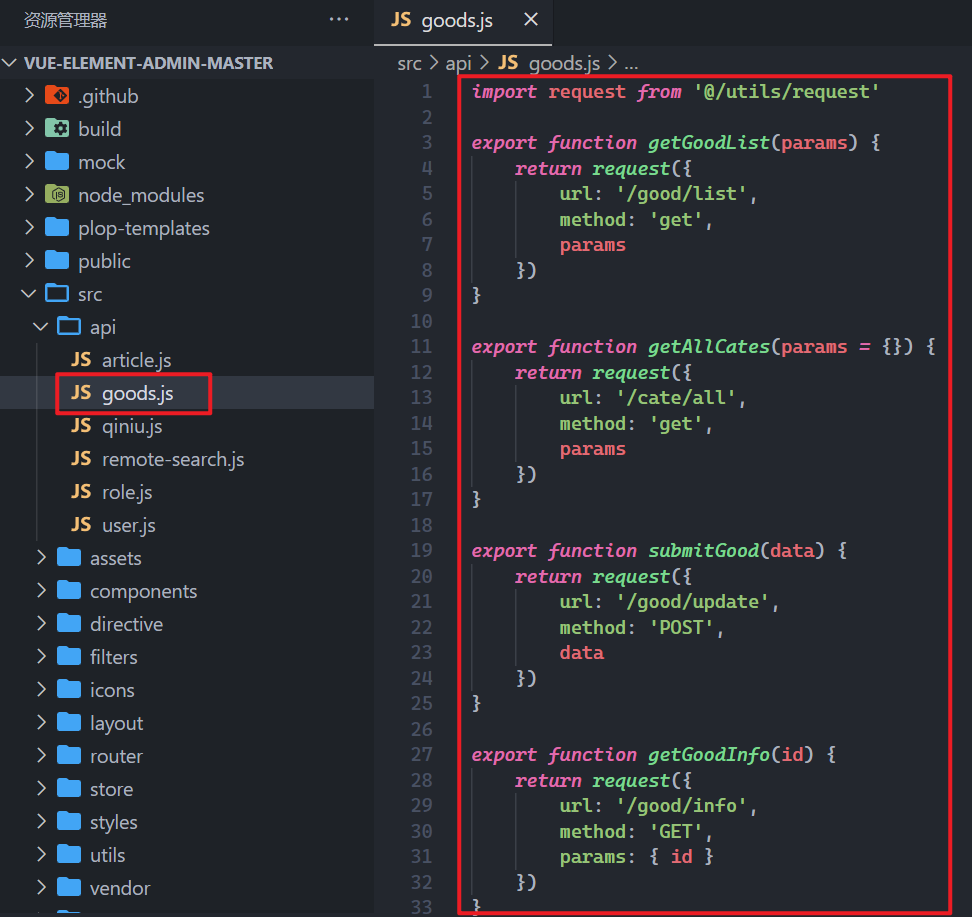 资源管理器
···
VUE-ELEMENT-ADMIN-MASTER
.github
build
mock
node_modules
plop-templates
public
src
api
JS article.js
JS goods.js
JS qiniu.js
JS remote-search.js
JS role.js
JS user.js
assets
components
directive
filters
icons
layout
router
store
styles
utils
vendor
JS goods.js ×
src > api > JS goods.js > ...
1 import request from '@/utils/request'
2
3 export function getGoodList(params) {
4 return request({
5 url: '/good/list',
6 method: 'get',
7 params
8 })
9 }
10
11 export function getAllCates(params = {}) {
12 return request({
13 url: '/cate/all',
14 method: 'get',
15 params
16 })
17 }
18
19 export function submitGood(data) {
20 return request({
21 url: '/good/update',
22 method: 'POST',
23 data
24 })
25 }
26
27 export function getGoodInfo(id) {
28 return request({
29 url: '/good/info',
30 method: 'GET',
31 params: { id }
32 })
33 }